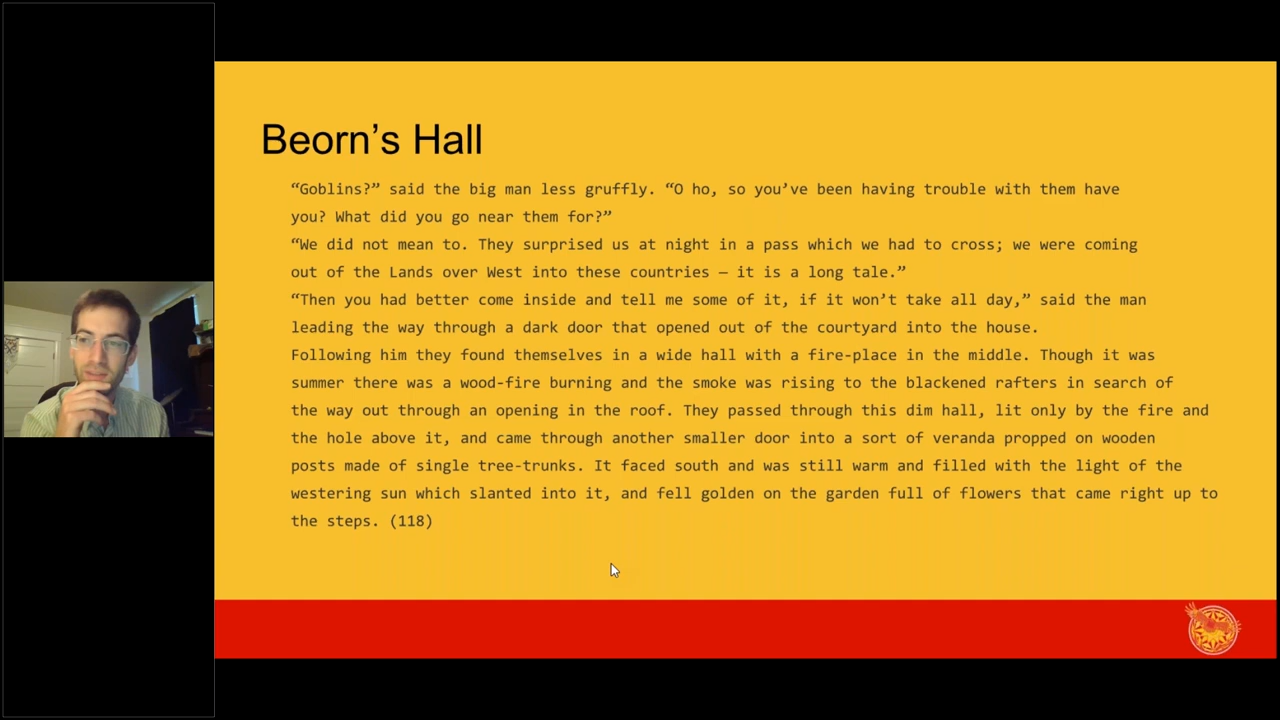 Beorn’s Hall
“Goblins?” said the big man less gruffly. “O ho, so you’ve been having trouble with them have
you? What did you go near them for?”
“We did not mean to. They surprised us at night in a pass which we had to cross; we were coming
out of the Lands over West into these countries – it is a long tale.”
“Then you had better come inside and tell me some of it, if it won’t take all day,” said the man
leading the way through a dark door that opened out of the courtyard into the house.
Following him they found themselves in a wide hall with a fire-place in the middle. Though it was
summer there was a wood-fire burning and the smoke was rising to the blackened rafters in search of
the way out through an opening in the roof. They passed through this dim hall, lit only by the fire and
the hole above it, and came through another smaller door into a sort of veranda propped on wooden
posts made of single tree-trunks. It faced south and was still warm and filled with the light of the
westering sun which slanted into it, and fell golden on the garden full of flowers that came right up to
the steps. (118)